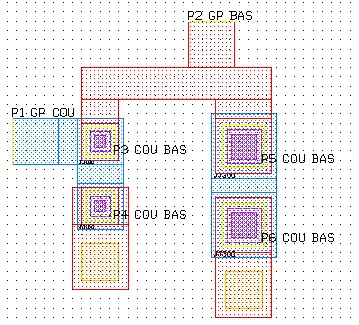 P2 GP BAS
P1 GP COU
P3 COU BAS
P5 COU BAS
P4 COU BAS
P6 COU BAS